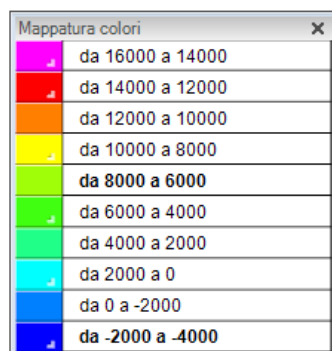 Mappatura colori
da 16000 a 14000
da 14000 a 12000
da 12000 a 10000
da 10000 a 8000
da 8000 a 6000
da 6000 a 4000
da 4000 a 2000
da 2000 a 0
da 0 a -2000
da -2000 a -4000